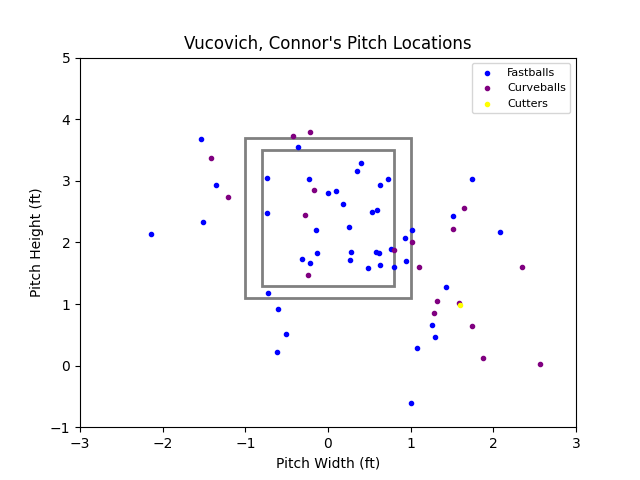 Vucovich, Connor's Pitch Locations
Fastballs
Curveballs
Cutters
Pitch Height (ft)
5
4
3
2
1
0
−1
−3
−2
−1
0
1
2
3
Pitch Width (ft)